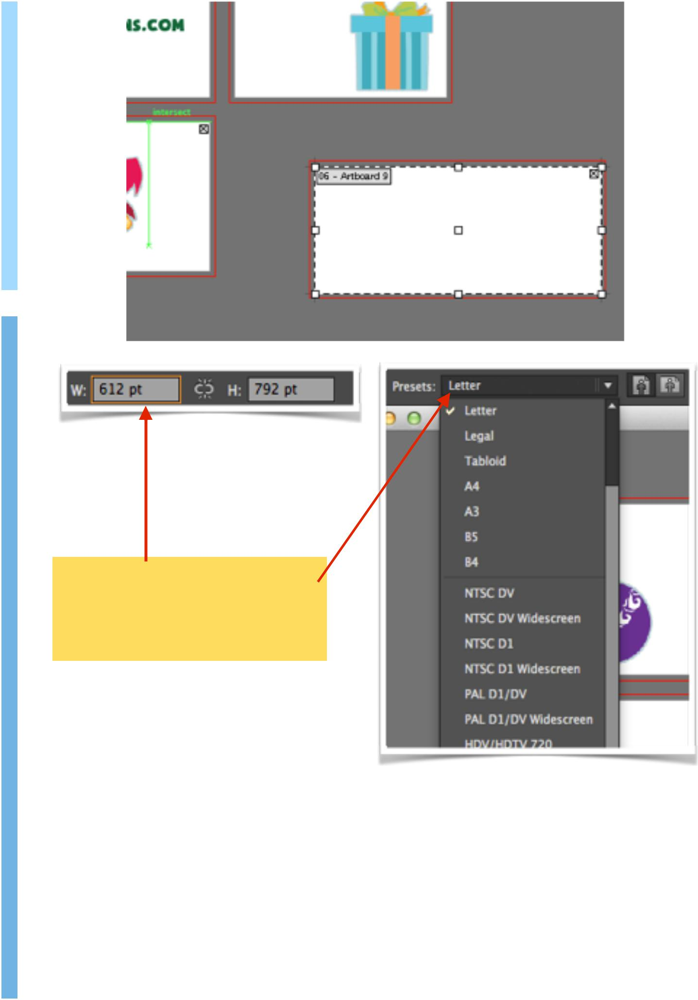 NS.COM
intersect
06 - Artboard 9
W: 612 pt H: 792 pt
Presets: Letter
Letter
Legal
Tabloid
A4
A3
B5
B4
NTSC DV
NTSC DV Widescreen
NTSC D1
NTSC D1 Widescreen
PAL D1/DV
PAL D1/DV Widescreen
HDV/HDTV 720